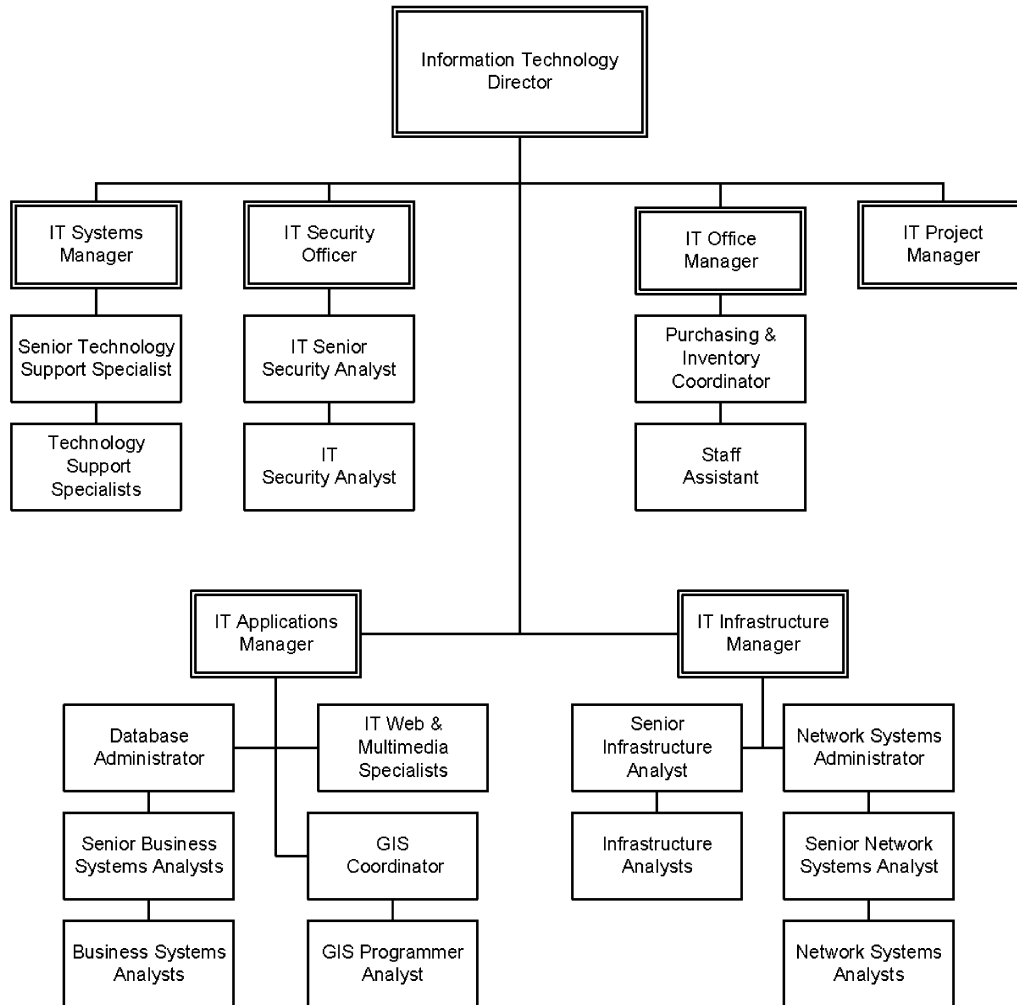 Information Technology
Director
IT Systems
Manager
IT Security
Officer
IT Office
Manager
IT Project
Manager
Senior Technology
Support Specialist
IT Senior
Security Analyst
Purchasing &
Inventory
Coordinator
Technology
Support
Specialists
IT
Security Analyst
Staff
Assistant
IT Applications
Manager
IT Infrastructure
Manager
Database
Administrator
IT Web &
Multimedia
Specialists
Senior
Infrastructure
Analyst
Network Systems
Administrator
Senior Business
Systems Analysts
GIS
Coordinator
Infrastructure
Analysts
Senior Network
Systems Analyst
Business Systems
Analysts
GIS Programmer
Analyst
Network Systems
Analysts